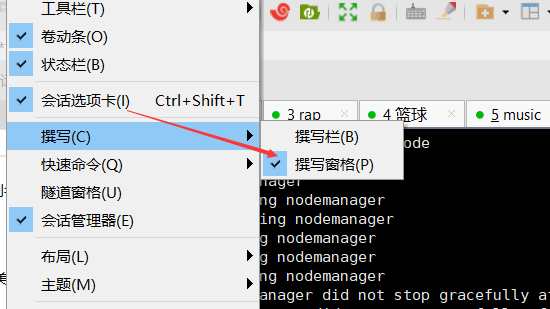 工具栏(T)
卷动条(O)
状态栏(B)
会话选项卡(I) Ctrl+Shift+T
3 rap 4 篮球 5 music
撰写(C) 撰写栏(B) ode
快速命令(Q) 撰写窗格(P)
nager
隧道窗格(U) ng nodemanager
会话管理器(E) ing nodemanager
g nodemanager
布局(L) g nodemanager
主题(M) ng nodemanager
anager did not stop gracefully a